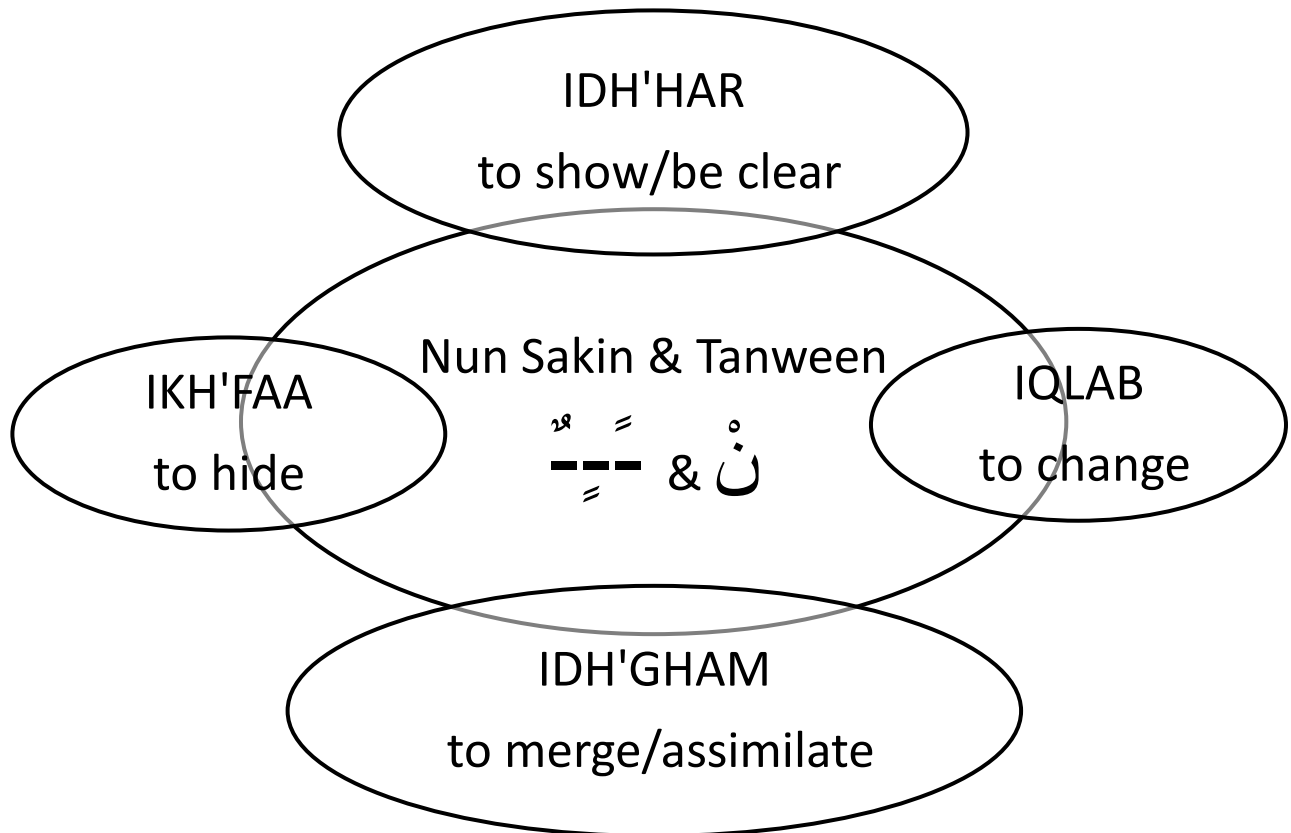 IDH'HAR
to show/be clear
Nun Sakin & Tanween
ـًـٍـٌ & نْ
IKH'FAA
to hide
IQLAB
to change
IDH'GHAM
to merge/assimilate